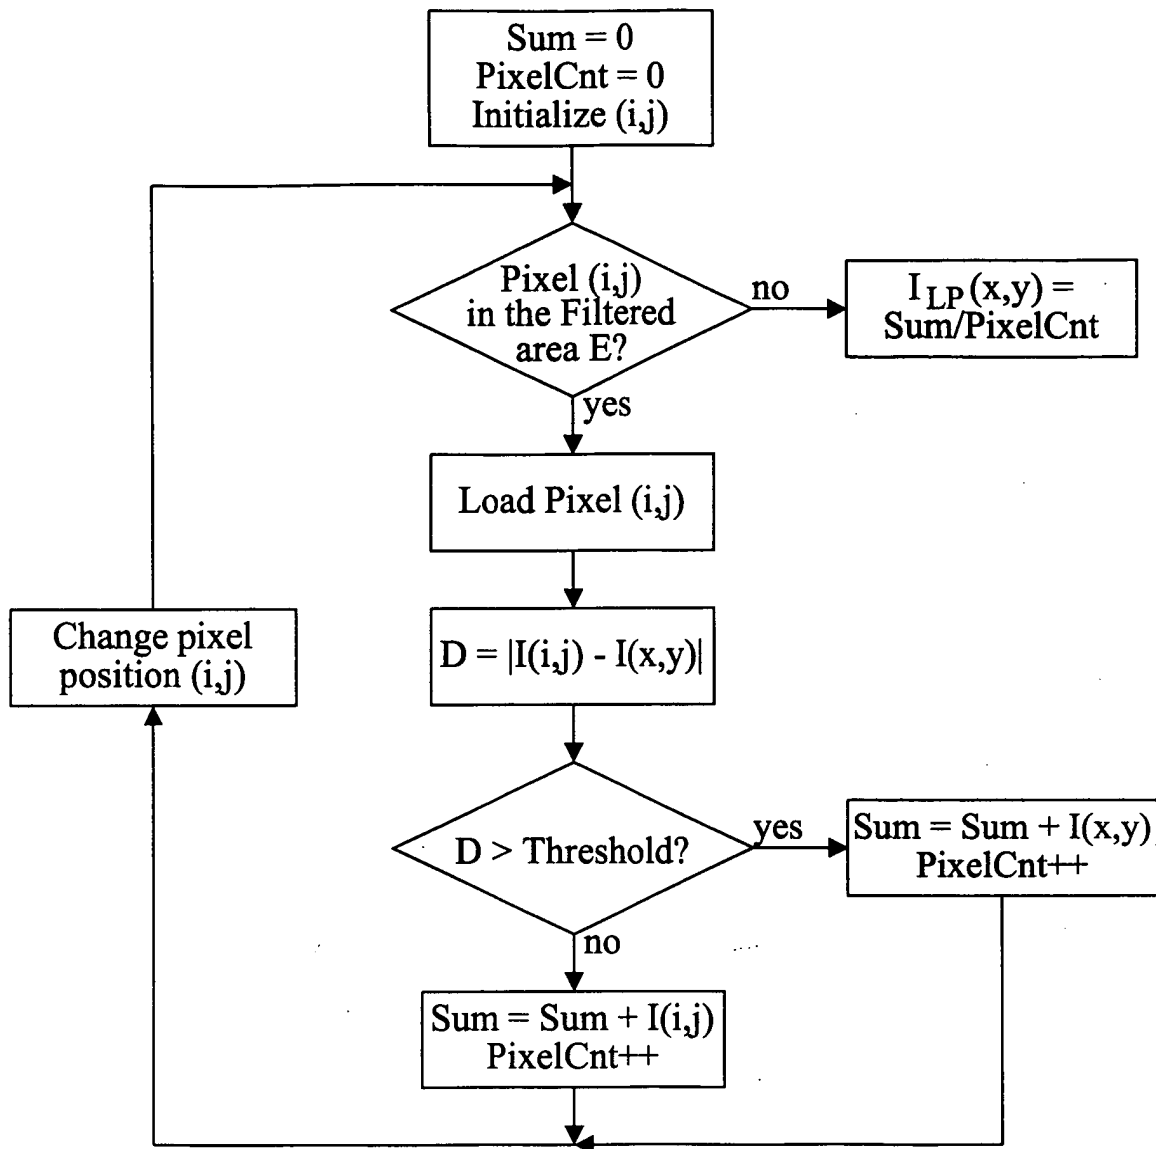 Sum = 0
PixelCnt = 0
Initialize (i,j)
Pixel (i,j)
in the Filtered
area E?
no
I LP (x,y) =
Sum/PixelCnt
yes
Load Pixel (i,j)
Change pixel
position (i,j)
D = |I(i,j) - I(x,y)|
D > Threshold?
yes
Sum = Sum + I(x,y)
PixelCnt++
no
Sum = Sum + I(i,j)
PixelCnt++